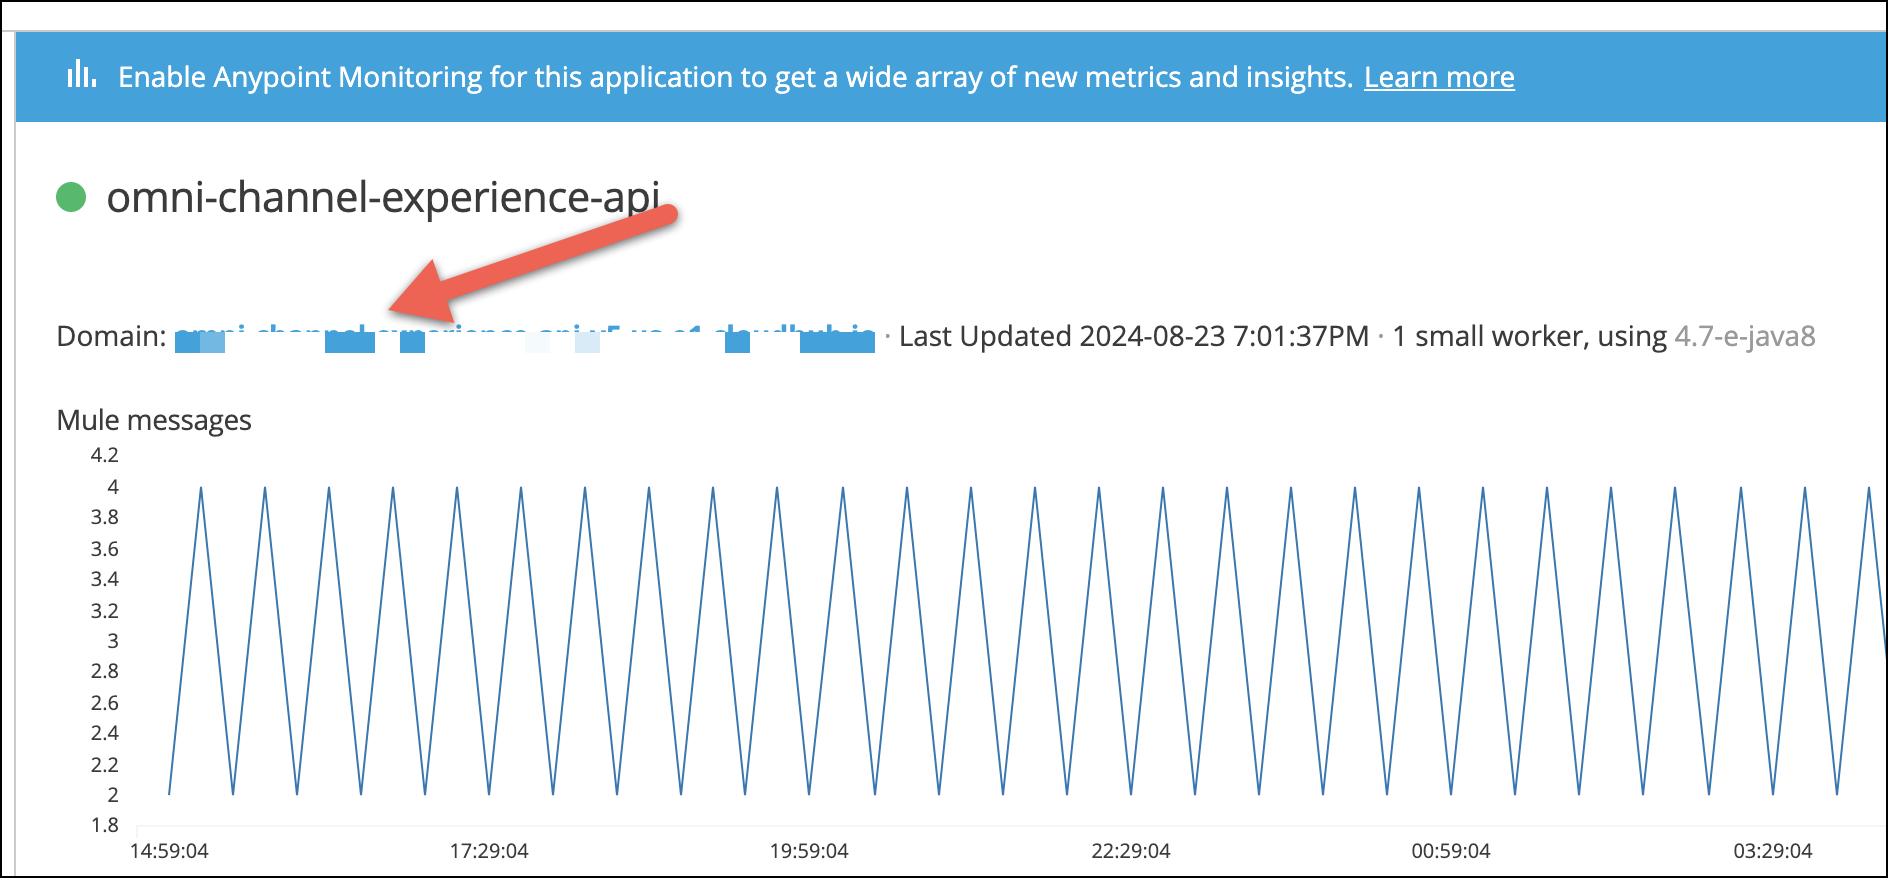 Enable Anypoint Monitoring for this application to get a wide array of new metrics and insights. Learn more
omni-channel-experience-api
Domain: · Last Updated 2024-08-23 7:01:37PM · 1 small worker, using 4.7-e-java8
Mule messages
4.2
4
3.8
3.6
3.4
3.2
3
2.8
2.6
2.4
2.2
2
1.8
14:59:04 17:29:04 19:59:04 22:29:04 00:59:04 03:29:04